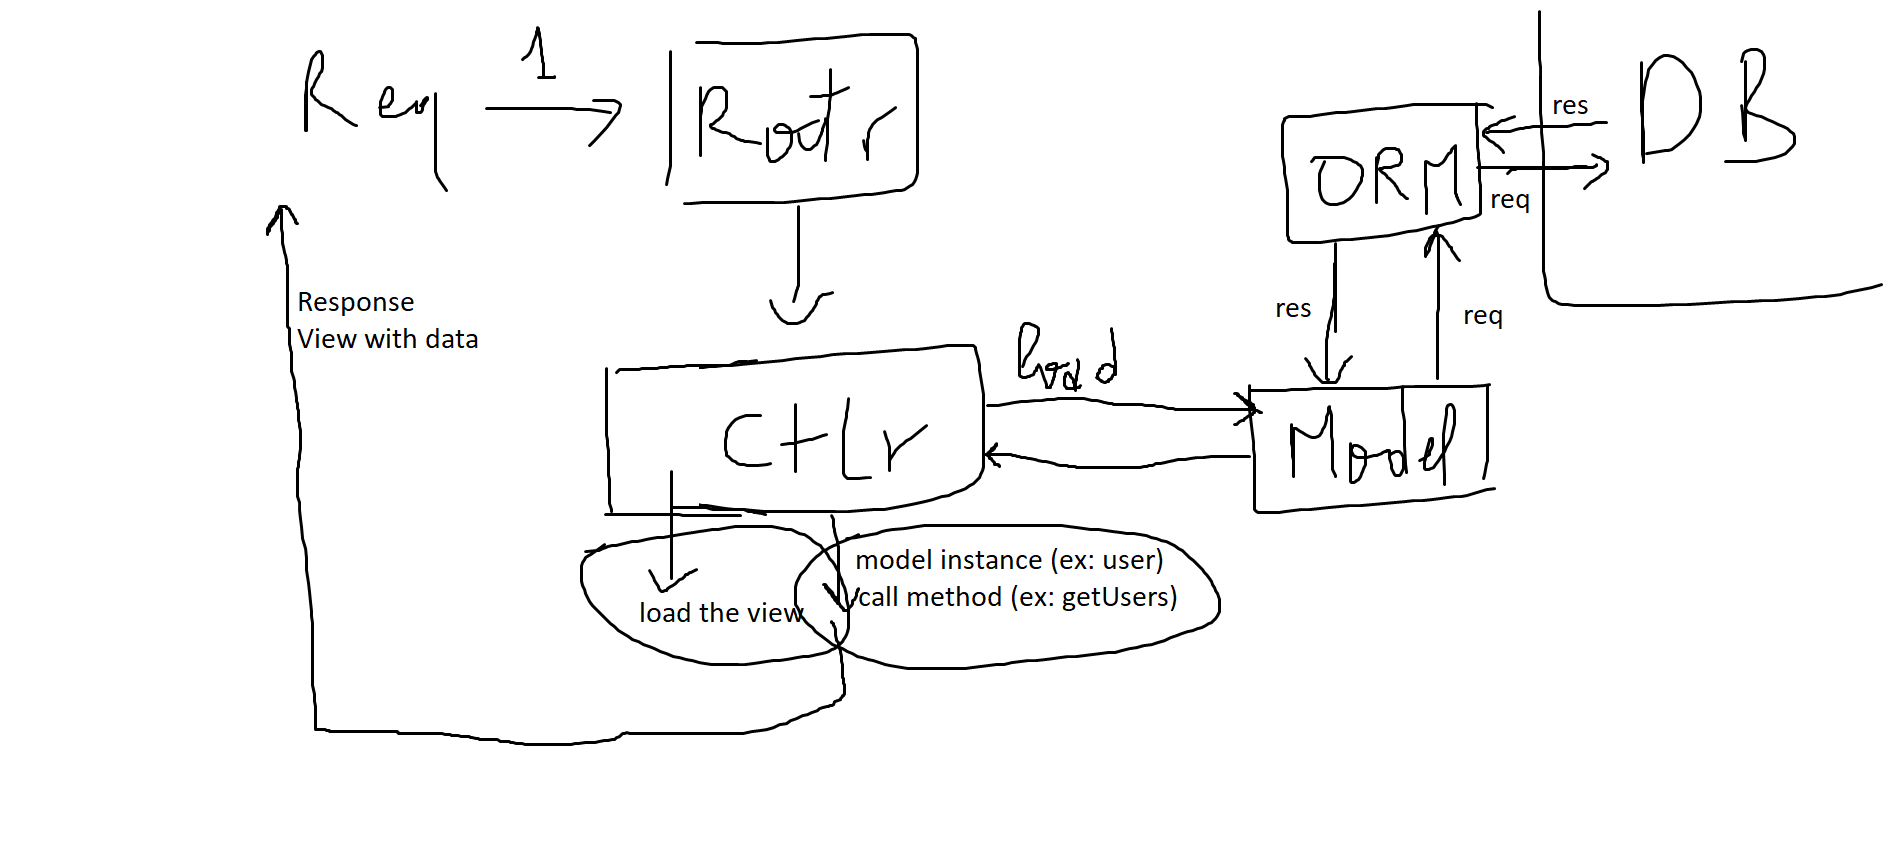 Req
1
Routr
DB
res
ORM
req
Response
View with data
res
req
Load
CtLr
Model
model instance (ex: user)
call method (ex: getUsers)
load the view